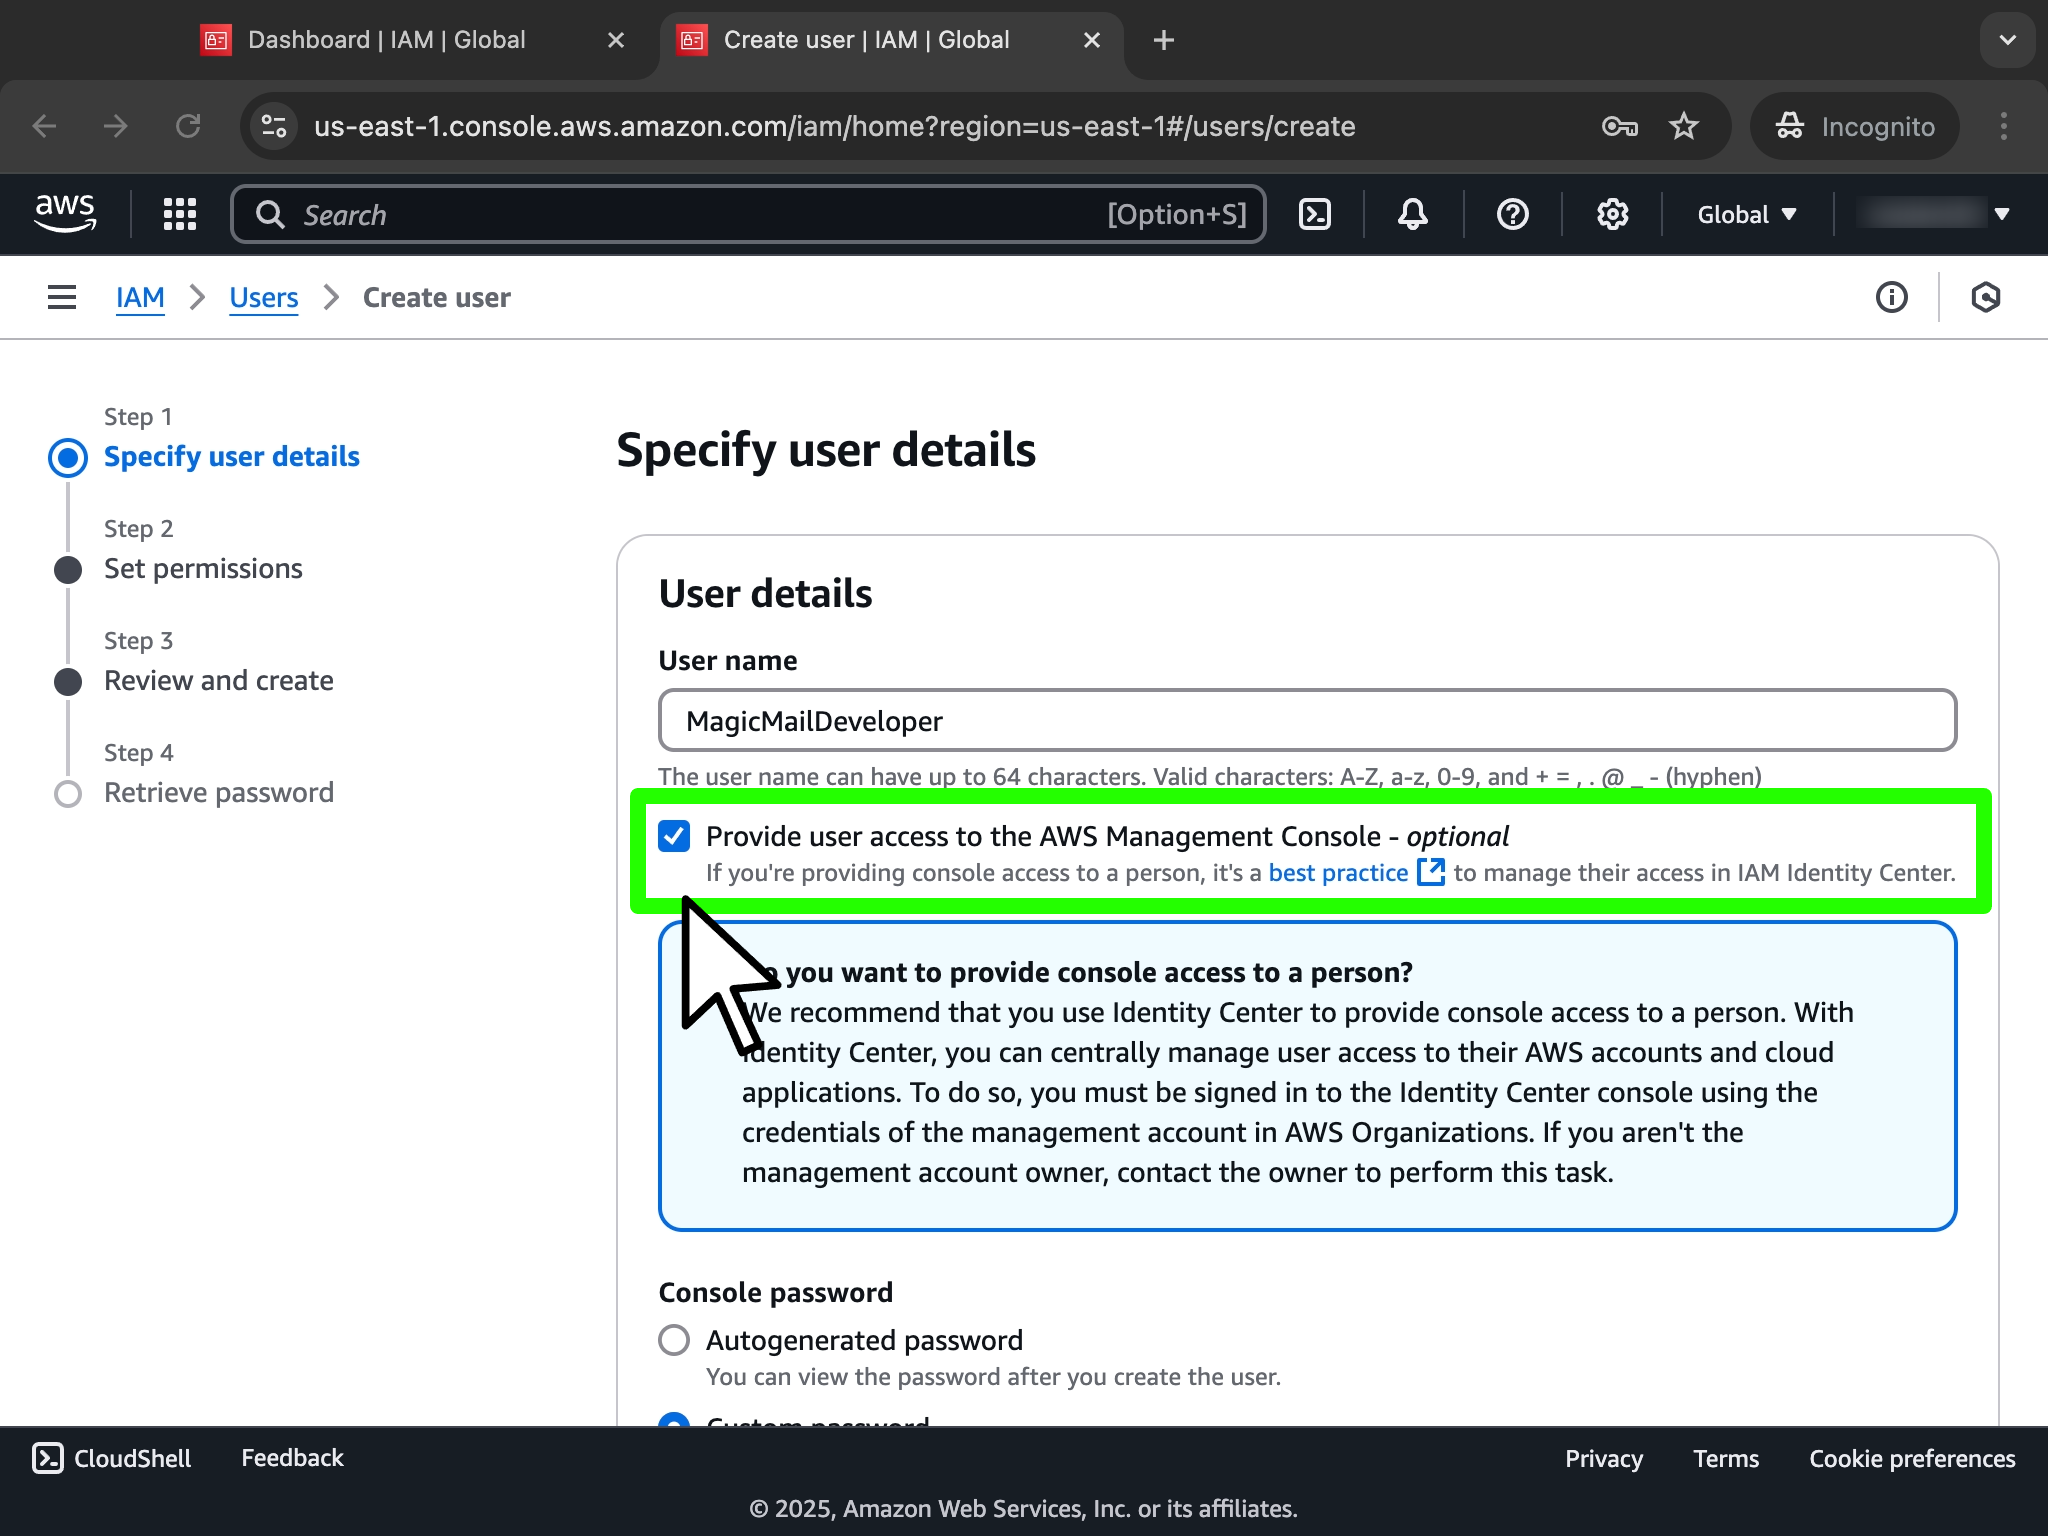 Dashboard | IAM | Global
Create user | IAM | Global
us-east-1.console.aws.amazon.com/iam/home?region=us-east-1#/users/create
Incognito
aws
Search
[Option+S]
Global
IAM
Users
Create user
Step 1
Specify user details
Step 2
Set permissions
Step 3
Review and create
Step 4
Retrieve password
Specify user details
User details
User name
MagicMailDeveloper
The user name can have up to 64 characters. Valid characters: A-Z, a-z, 0-9, and + = , . @ _ - (hyphen)
Provide user access to the AWS Management Console - optional
If you're providing console access to a person, it's a best practice to manage their access in IAM Identity Center.
you want to provide console access to a person?
We recommend that you use Identity Center to provide console access to a person. With
Identity Center, you can centrally manage user access to their AWS accounts and cloud
applications. To do so, you must be signed in to the Identity Center console using the
credentials of the management account in AWS Organizations. If you aren't the
management account owner, contact the owner to perform this task.
Console password
Autogenerated password
You can view the password after you create the user.
Custom password
CloudShell
Feedback
Privacy
Terms
Cookie preferences
© 2025, Amazon Web Services, Inc. or its affiliates.